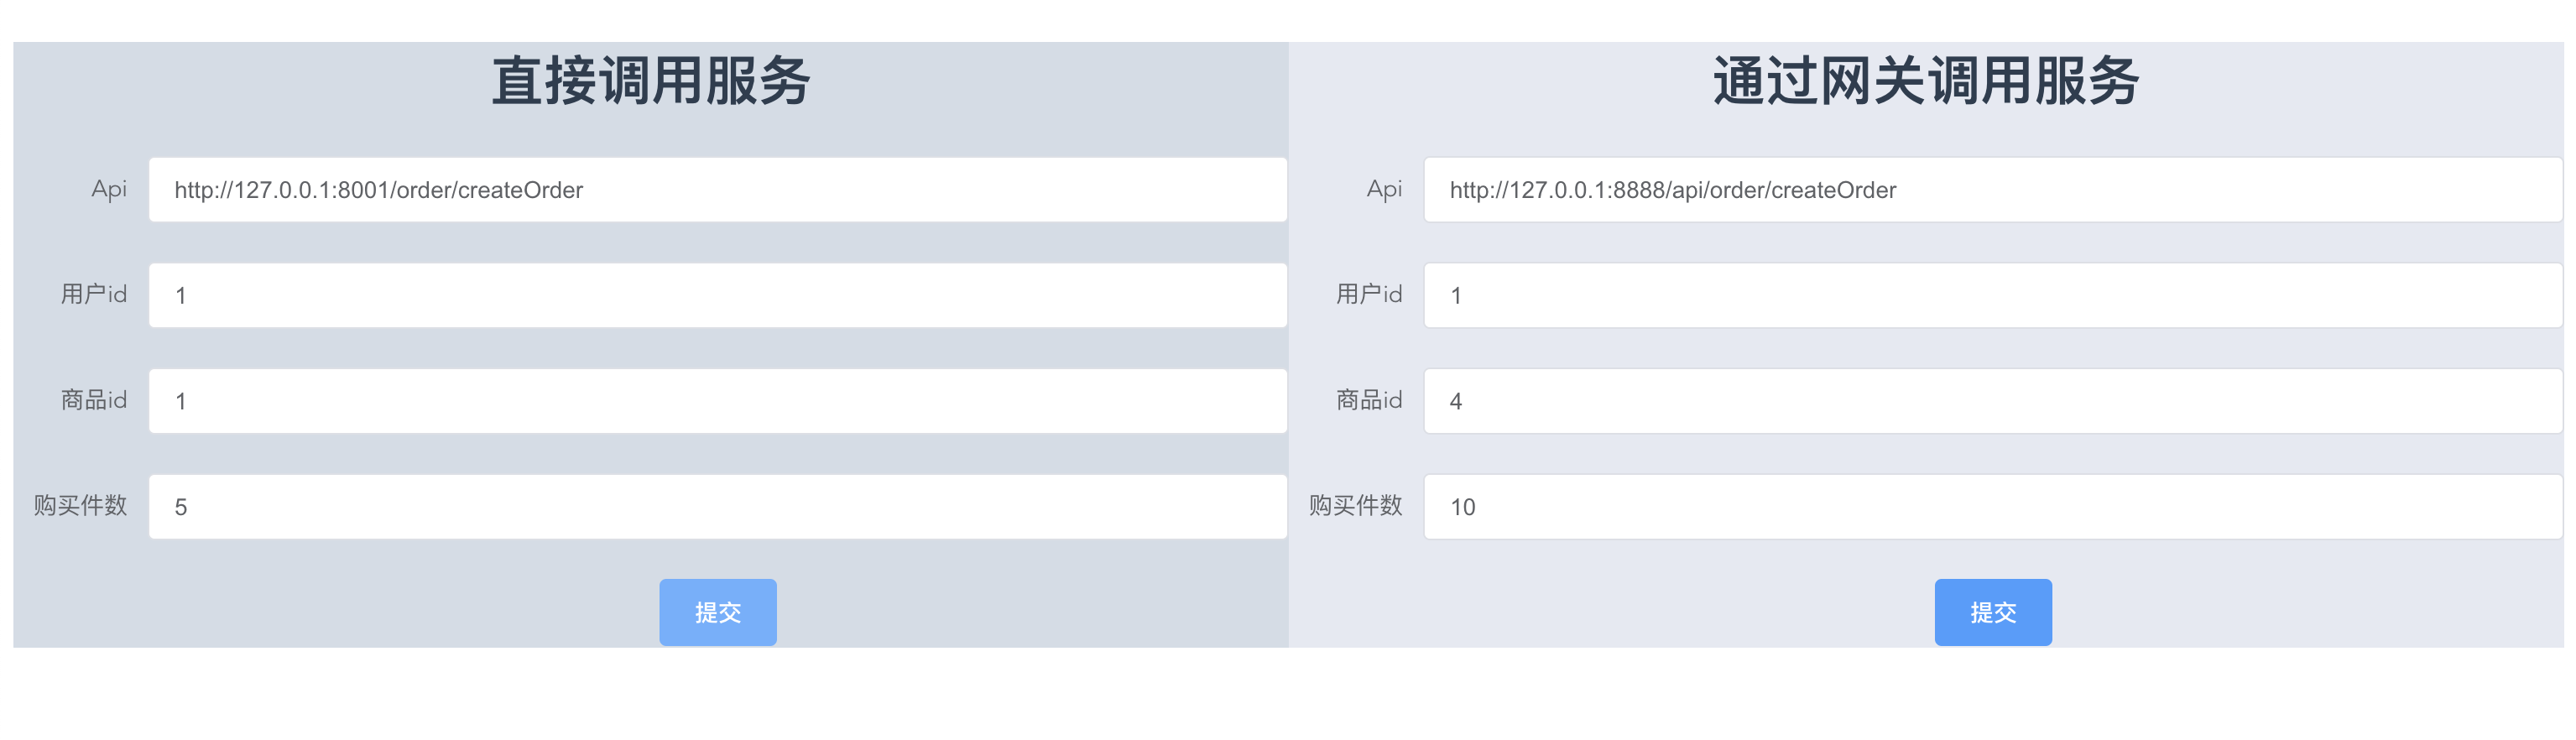 直接调用服务
Api
http://127.0.0.1:8001/order/createOrder
用户id
1
商品id
1
购买件数
5
提交
通过网关调用服务
Api
http://127.0.0.1:8888/api/order/createOrder
用户id
1
商品id
4
购买件数
10
提交